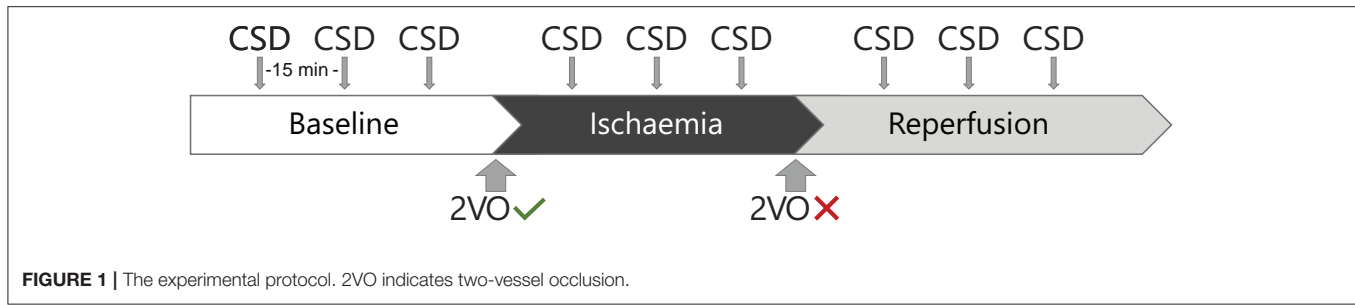 CSD CSD CSD CSD CSD CSD CSD CSD CSD
-15 min -
Baseline Ischaemia Reperfusion
2VO✓ 2VO✗
FIGURE 1 | The experimental protocol. 2VO indicates two-vessel occlusion.